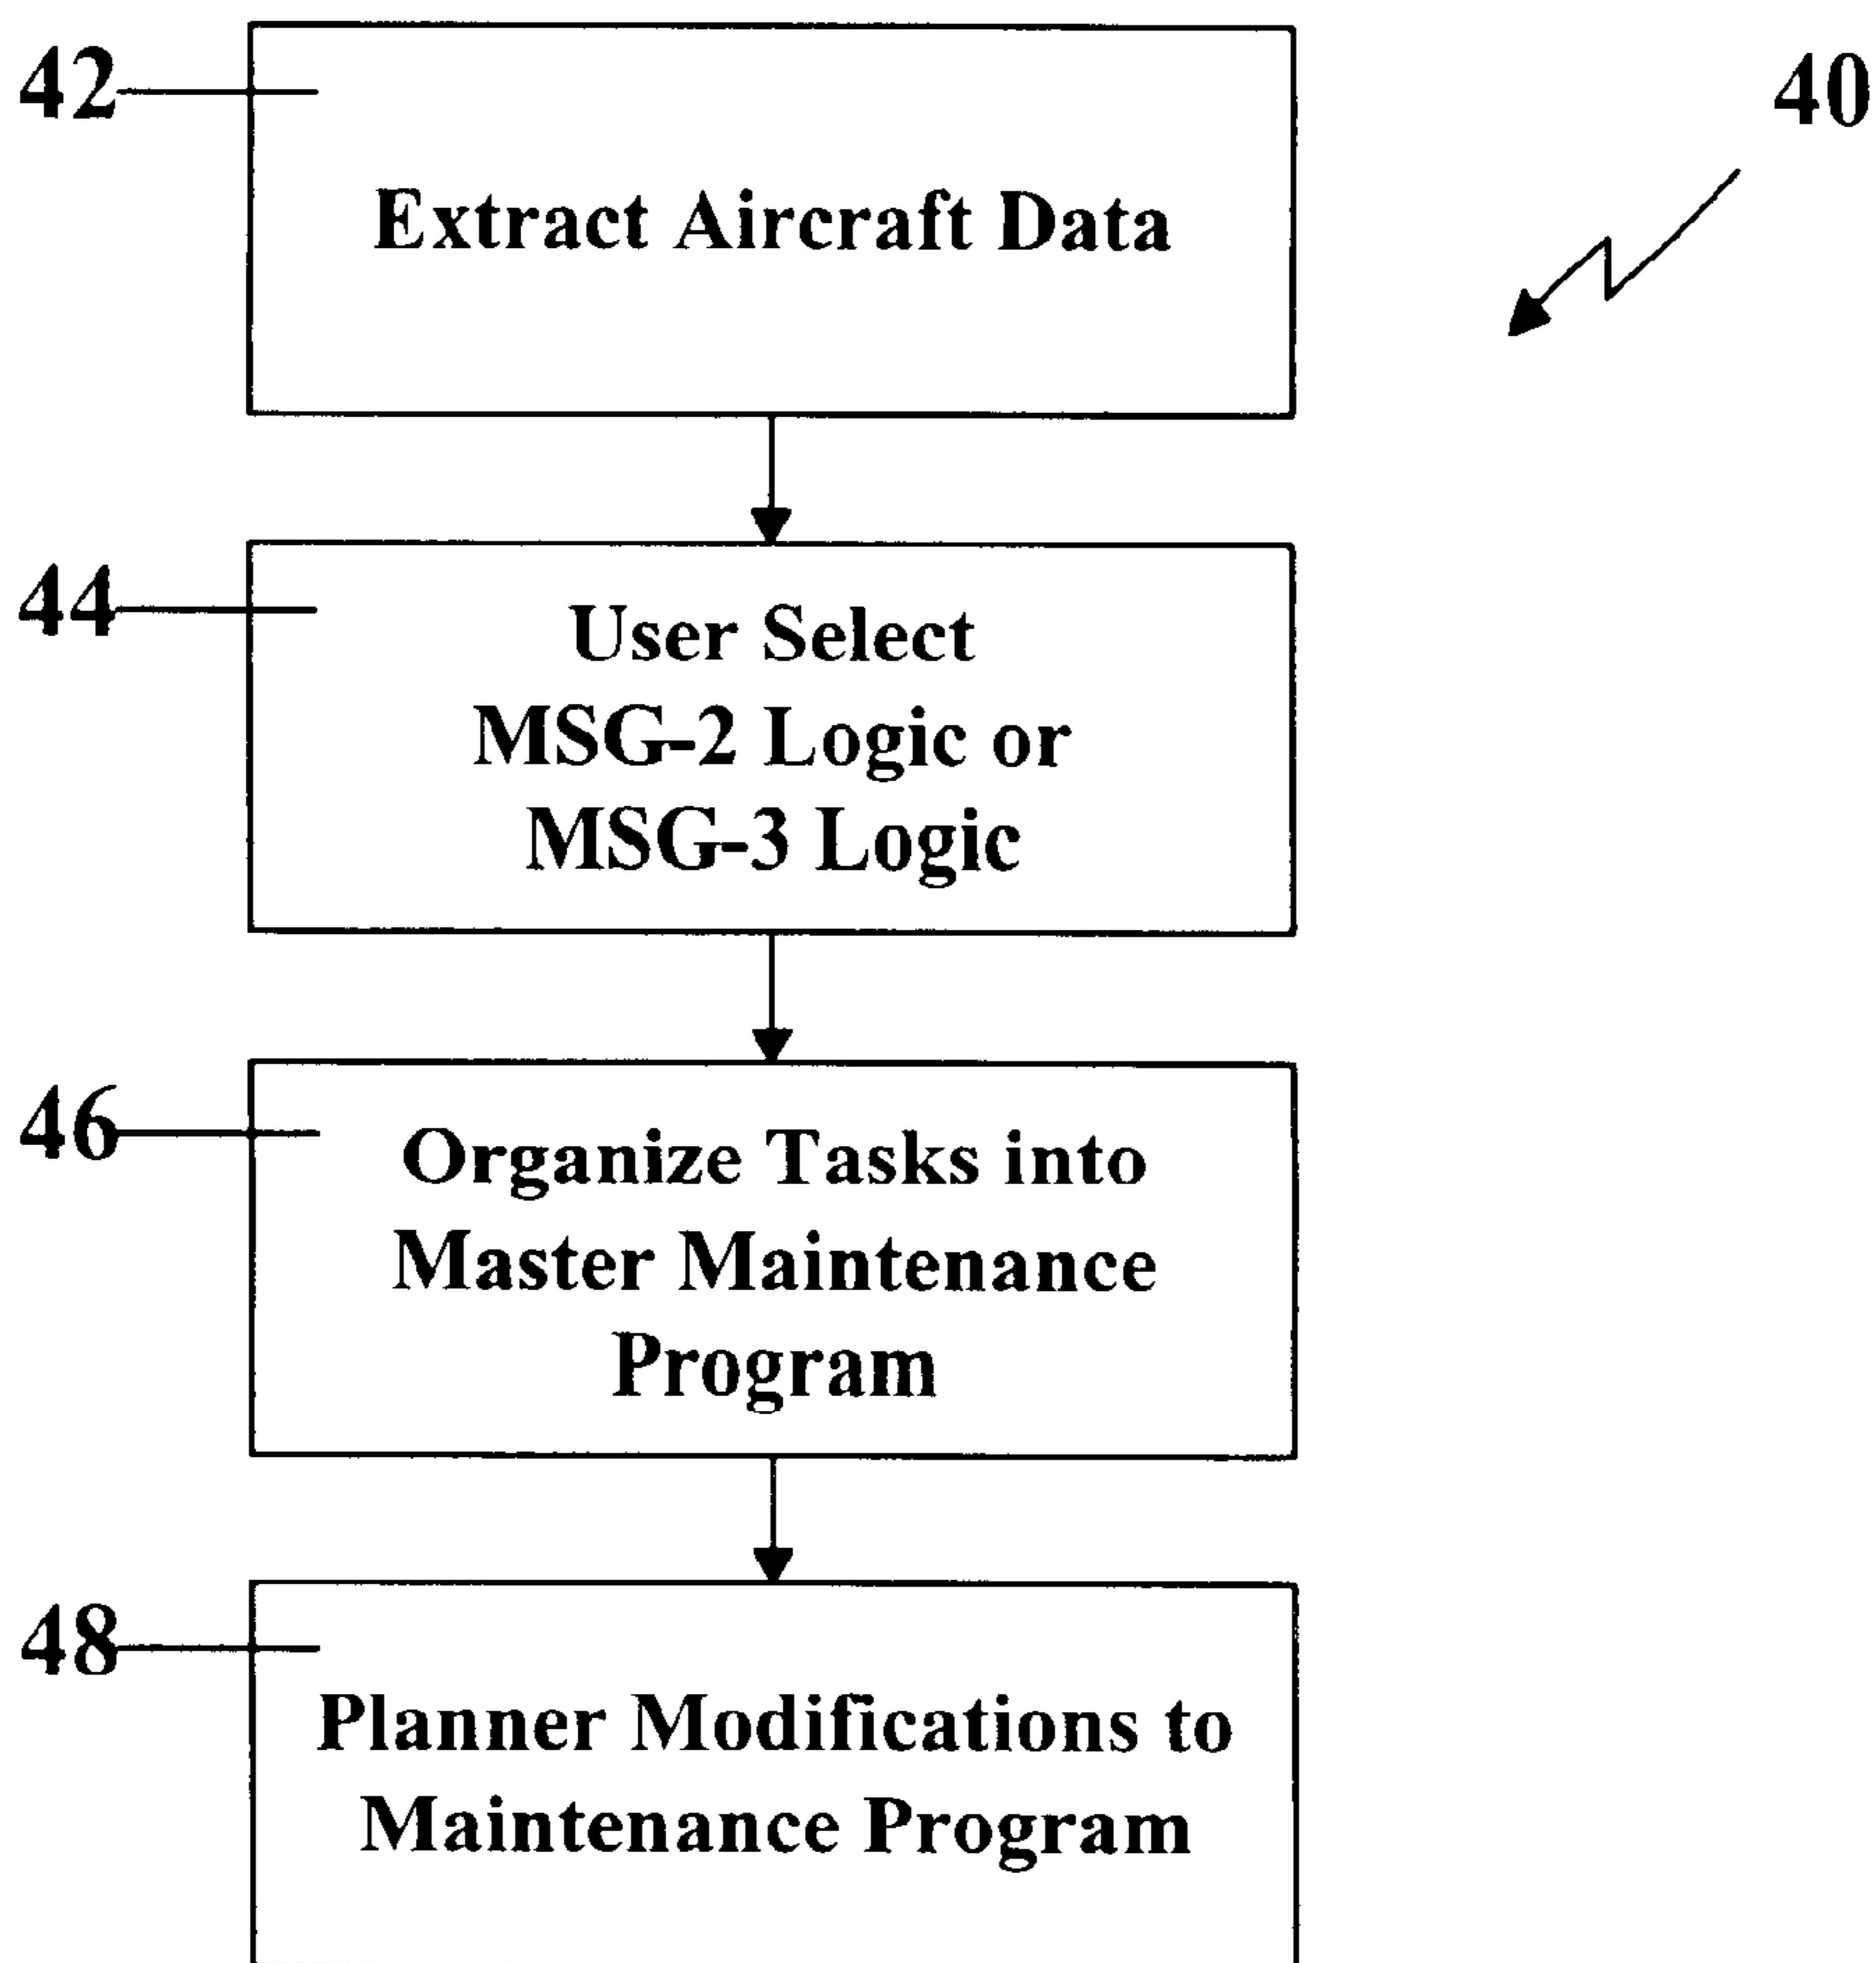 42
40
Extract Aircraft Data
44
User Select
MSG-2 Logic or
MSG-3 Logic
46
Organize Tasks into
Master Maintenance
Program
48
Planner Modifications to
Maintenance Program